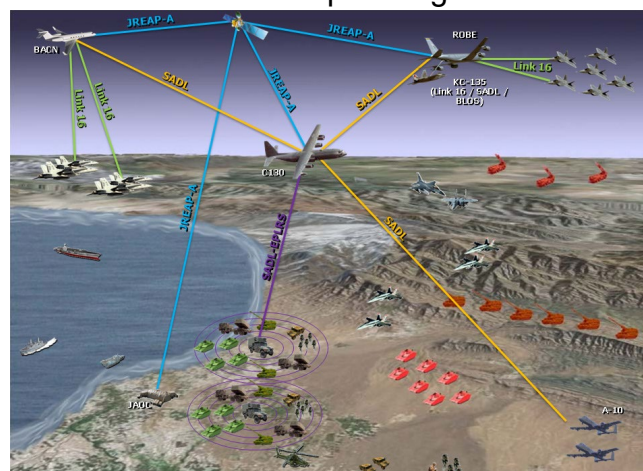 JREAP-A
JREAP-A
BACN
ROBE
KC-135
(Link 16 / SADL /
BLOS)
Link 16
SADL
JREAP-A
SADL
Link 16
Link 16
C130
JREAP-A
SADL
SADL-EPLRS
JAOC
A-10